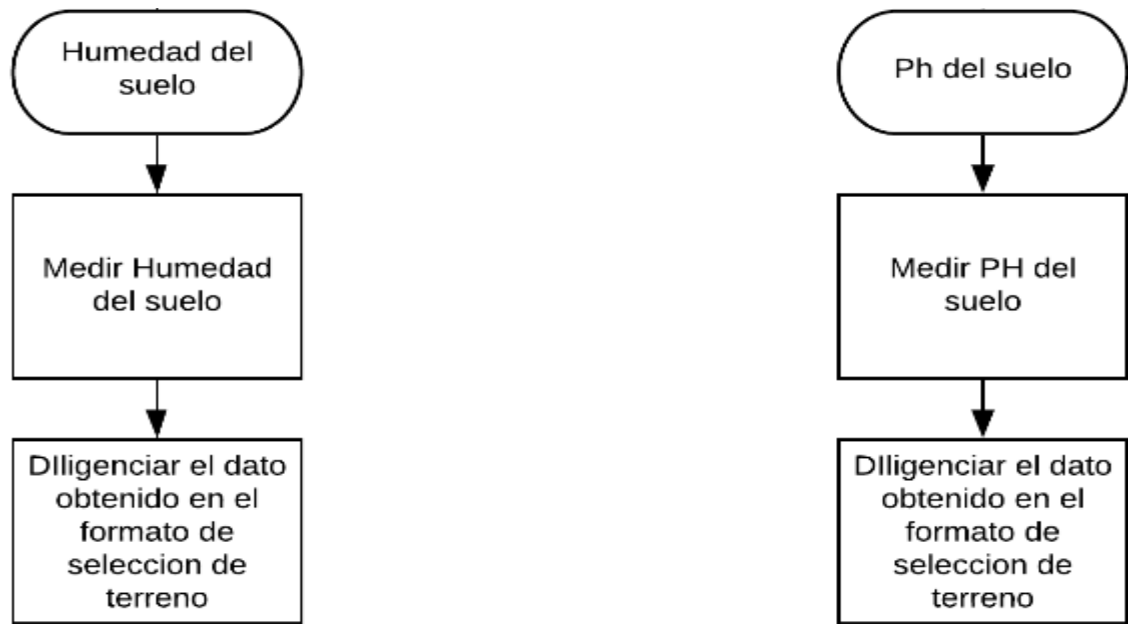 Humedad del
suelo
Medir Humedad
del suelo
DIligenciar el dato
obtenido en el
formato de
seleccion de
terreno
Ph del suelo
Medir PH del
suelo
DIligenciar el dato
obtenido en el
formato de
seleccion de
terreno